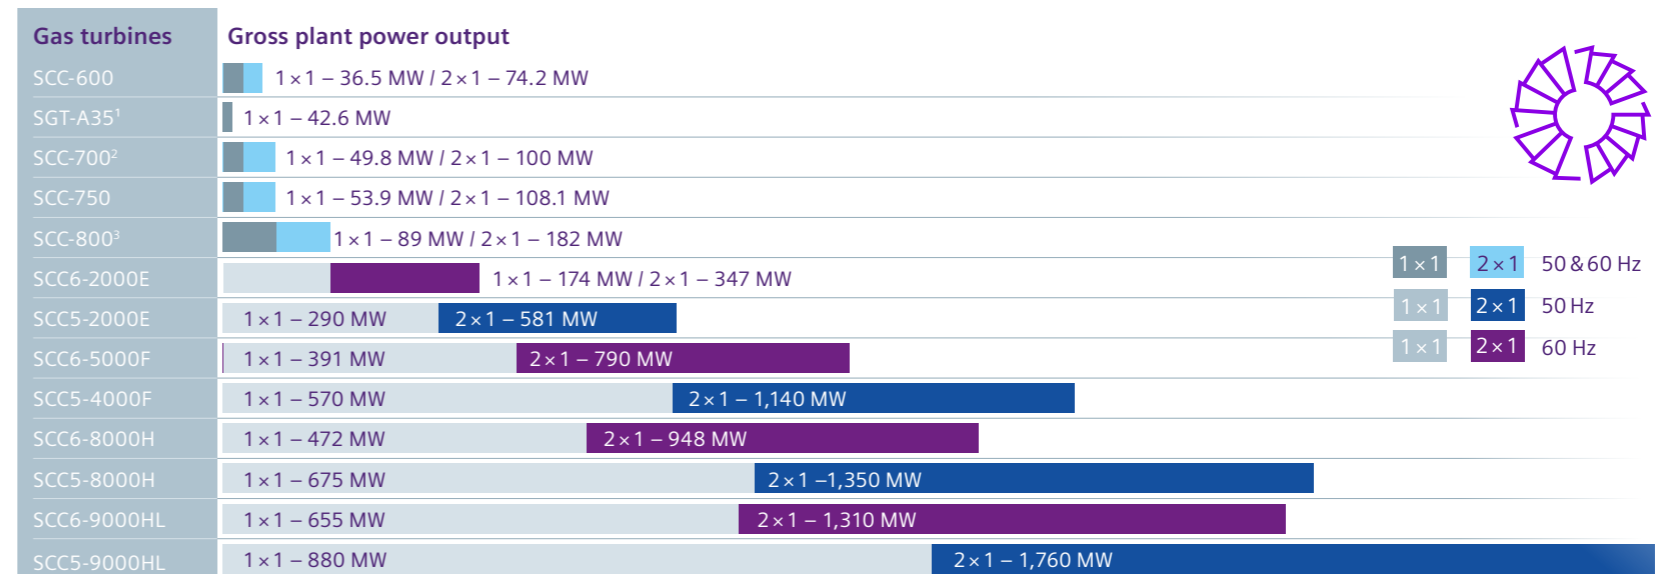 Gas turbines Gross plant power output
SCC-600 1×1 – 36.5 MW / 2×1 – 74.2 MW
SGT-A35¹ 1×1 – 42.6 MW
SCC-700² 1×1 – 49.8 MW / 2×1 – 100 MW
SCC-750 1×1 – 53.9 MW / 2×1 – 108.1 MW
SCC-800³ 1×1 – 89 MW / 2×1 – 182 MW
1×1 2×1 50&60 Hz
SCC6-2000E 1×1 – 174 MW / 2×1 – 347 MW
1×1 2×1 50 Hz
SCC5-2000E 1×1 – 290 MW 2×1 – 581 MW
1×1 2×1 60 Hz
SCC6-5000F 1×1 – 391 MW 2×1 – 790 MW
SCC5-4000F 1×1 – 570 MW 2×1 – 1,140 MW
SCC6-8000H 1×1 – 472 MW 2×1 – 948 MW
SCC5-8000H 1×1 – 675 MW 2×1 –1,350 MW
SCC6-9000HL 1×1 – 655 MW 2×1 – 1,310 MW
SCC5-9000HL 1×1 – 880 MW 2×1 – 1,760 MW